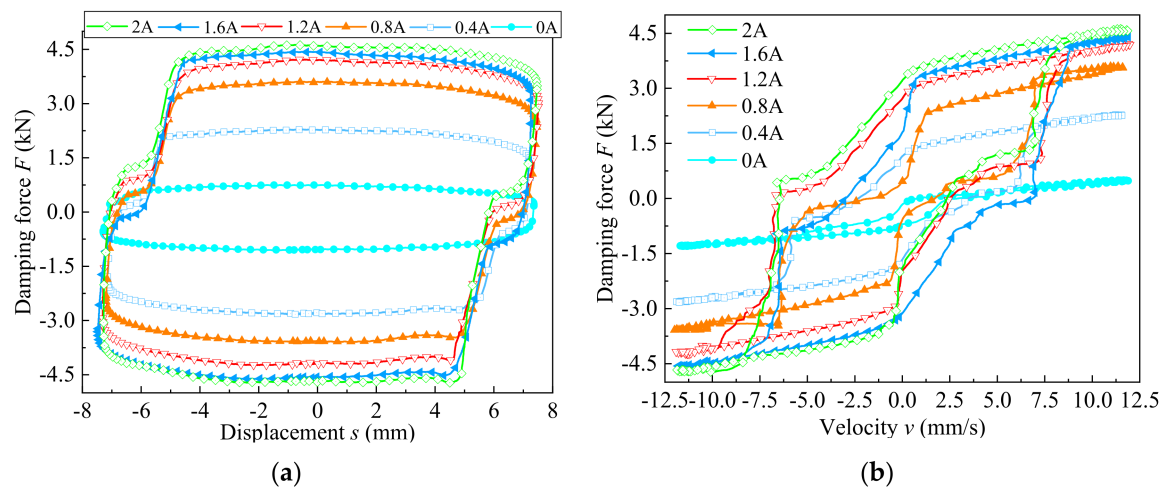 2A 1.6A 1.2A 0.8A 0.4A 0A
4.5
3.0
1.5
0.0
-1.5
-3.0
-4.5
Damping force F (kN)
-8 -6 -4 -2 0 2 4 6 8
Displacement s (mm)
(a)
2A
1.6A
1.2A
0.8A
0.4A
0A
4.5
3.0
1.5
0.0
-1.5
-3.0
-4.5
Damping force F (kN)
-12.5 -10.0 -7.5 -5.0 -2.5 0.0 2.5 5.0 7.5 10.0 12.5
Velocity v (mm/s)
(b)